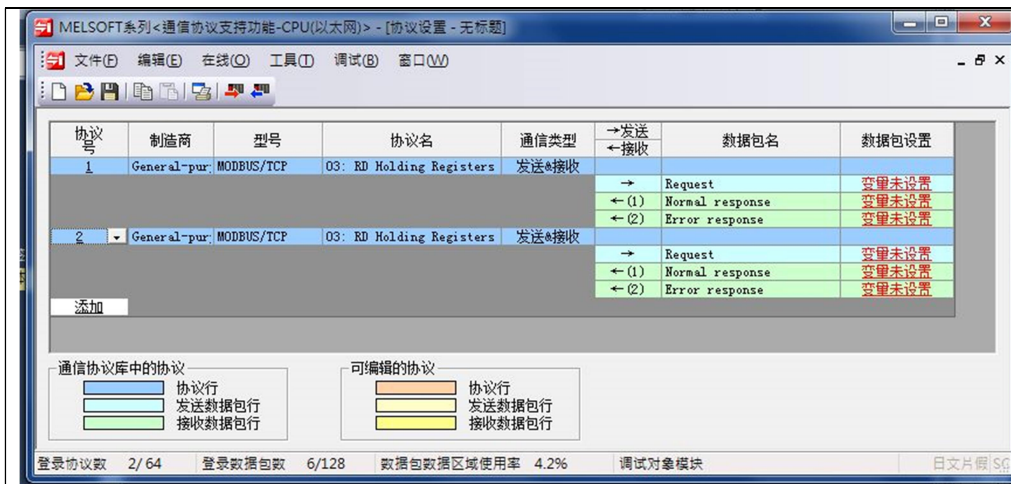 MELSOFT系列<通信协议支持功能-CPU(以太网)> - [协议设置 - 无标题]
文件(F) 编辑(E) 在线(O) 工具(T) 调试(B) 窗口(W)
协议号 制造商 型号 协议名 通信类型 →发送 ←接收 数据包名 数据包设置
1 General-pur MODBUS/TCP 03: RD Holding Registers 发送&接收
→ Request 变量未设置
←(1) Normal response 变量未设置
←(2) Error response 变量未设置
2 General-pur MODBUS/TCP 03: RD Holding Registers 发送&接收
→ Request 变量未设置
←(1) Normal response 变量未设置
←(2) Error response 变量未设置
添加
通信协议库中的协议 可编辑的协议
协议行 协议行
发送数据包行 发送数据包行
接收数据包行 接收数据包行
登录协议数 2/64 登录数据包数 6/128 数据包数据区域使用率 4.2% 调试对象模块 日文片假